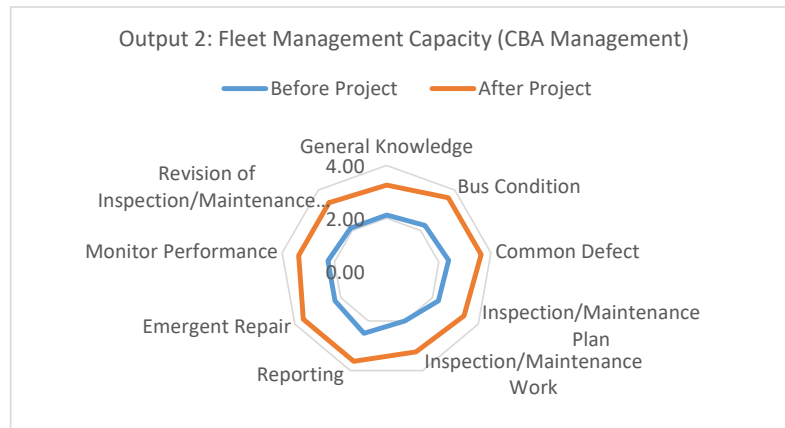 Output 2: Fleet Management Capacity (CBA Management)
Before Project
After Project
General Knowledge
4.00
Revision of
Inspection/Maintenance...
Bus Condition
2.00
Monitor Performance
Common Defect
0.00
Emergent Repair
Inspection/Maintenance
Plan
Reporting
Inspection/Maintenance
Work